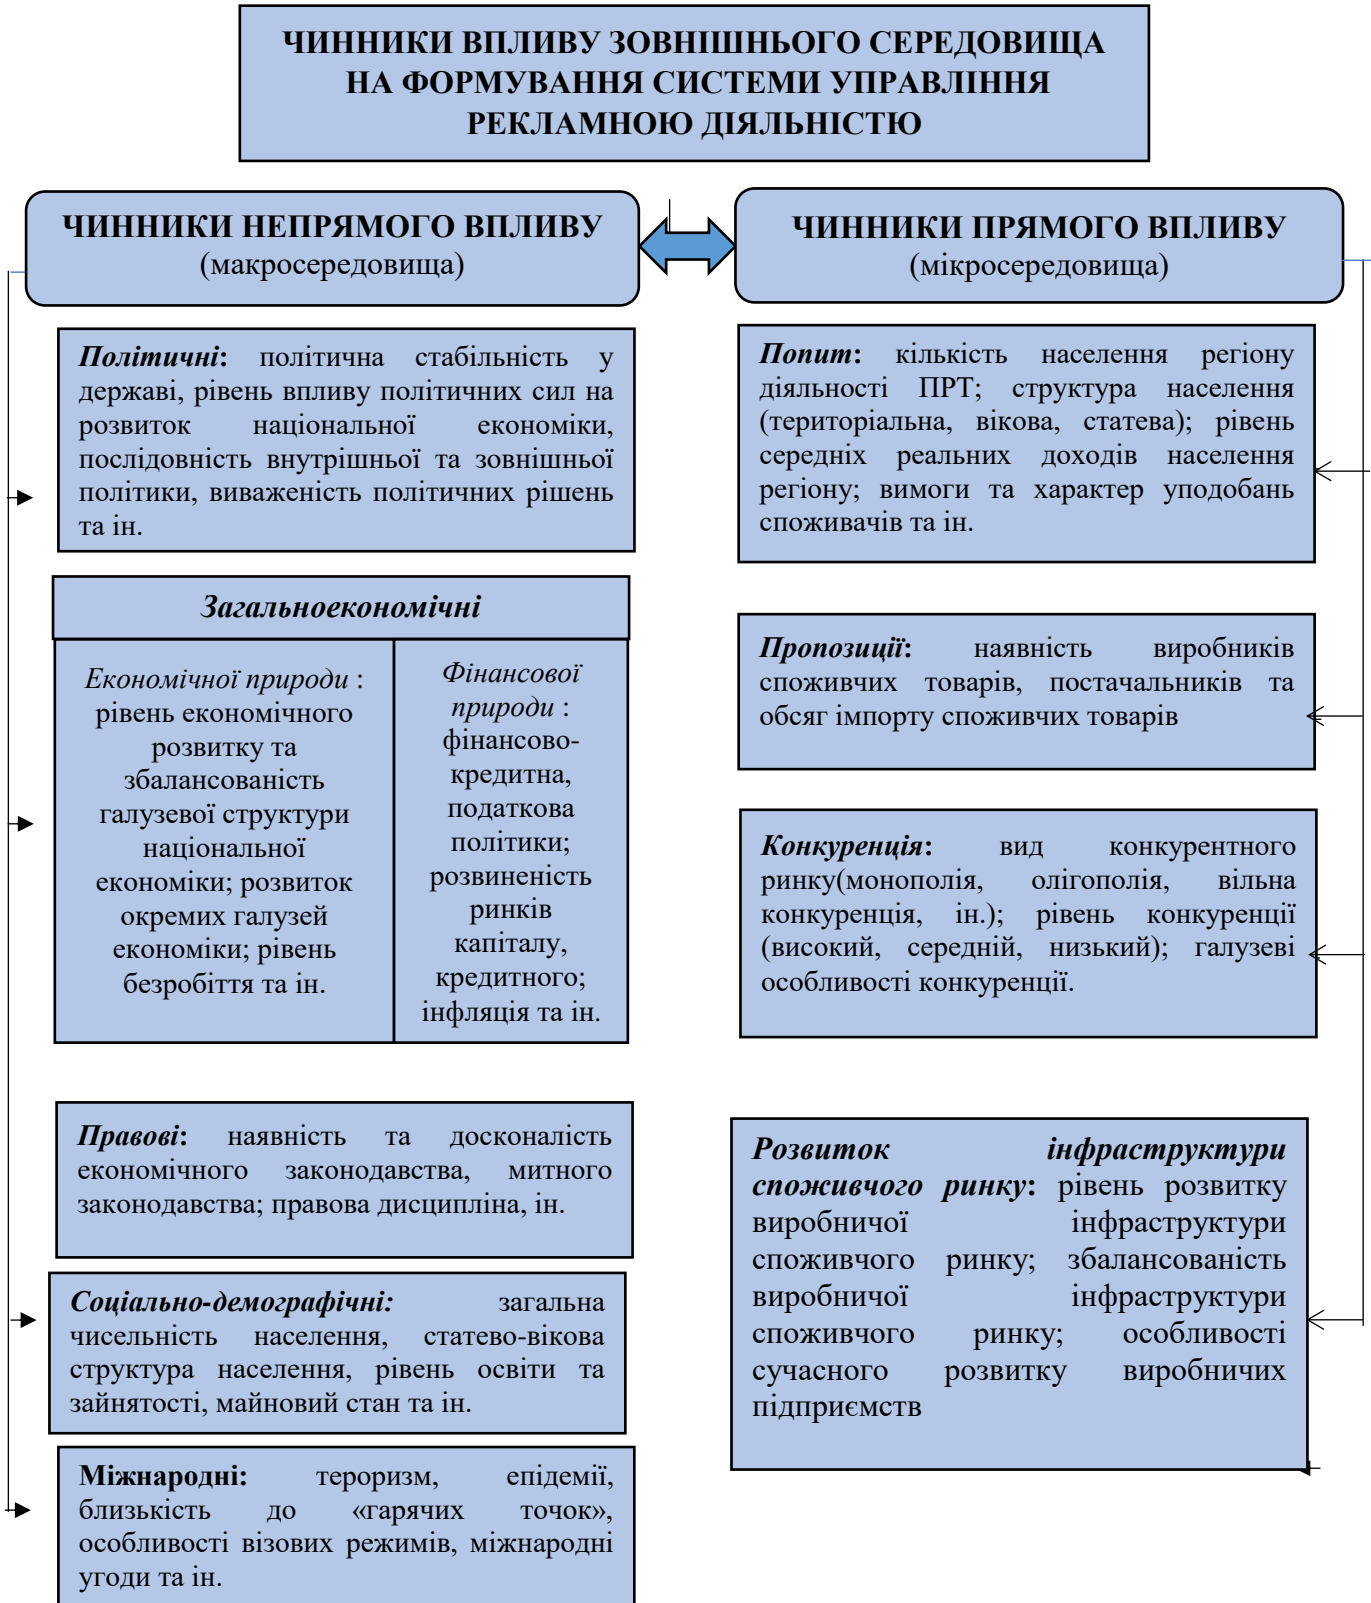 ЧИННИКИ ВПЛИВУ ЗОВНІШНЬОГО СЕРЕДОВИЩА
НА ФОРМУВАННЯ СИСТЕМИ УПРАВЛІННЯ
РЕКЛАМНОЮ ДІЯЛЬНІСТЮ
ЧИННИКИ НЕПРЯМОГО ВПЛИВУ
(макросередовища)
Політичні: політична стабільність у
державі, рівень впливу політичних сил на
розвиток національної економіки,
послідовність внутрішньої та зовнішньої
політики, виваженість політичних рішень
та ін.
Загальноекономічні
Економічної природи :
рівень економічного
розвитку та
збалансованість
галузевої структури
національної
економіки; розвиток
окремих галузей
економіки; рівень
безробіття та ін.
Фінансової
природи :
фінансово-
кредитна,
податкова
політики;
розвиненість
ринків
капіталу,
кредитного;
інфляція та ін.
Правові: наявність та досконалість
економічного законодавства, митного
законодавства; правова дисципліна, ін.
Соціально-демографічні: загальна
чисельність населення, статево-вікова
структура населення, рівень освіти та
зайнятості, майновий стан та ін.
Міжнародні: тероризм, епідемії,
близькість до «гарячих точок»,
особливості візових режимів, міжнародні
угоди та ін.
ЧИННИКИ ПРЯМОГО ВПЛИВУ
(мікросередовища)
Попит: кількість населення регіону
діяльності ПРТ; структура населення
(територіальна, вікова, статева); рівень
середніх реальних доходів населення
регіону; вимоги та характер уподобань
споживачів та ін.
Пропозиції: наявність виробників
споживчих товарів, постачальників та
обсяг імпорту споживчих товарів
Конкуренція: вид конкурентного
ринку(монополія, олігополія, вільна
конкуренція, ін.); рівень конкуренції
(високий, середній, низький); галузеві
особливості конкуренції.
Розвиток інфраструктури
споживчого ринку: рівень розвитку
виробничої інфраструктури
споживчого ринку; збалансованість
виробничої інфраструктури
споживчого ринку; особливості
сучасного розвитку виробничих
підприємств